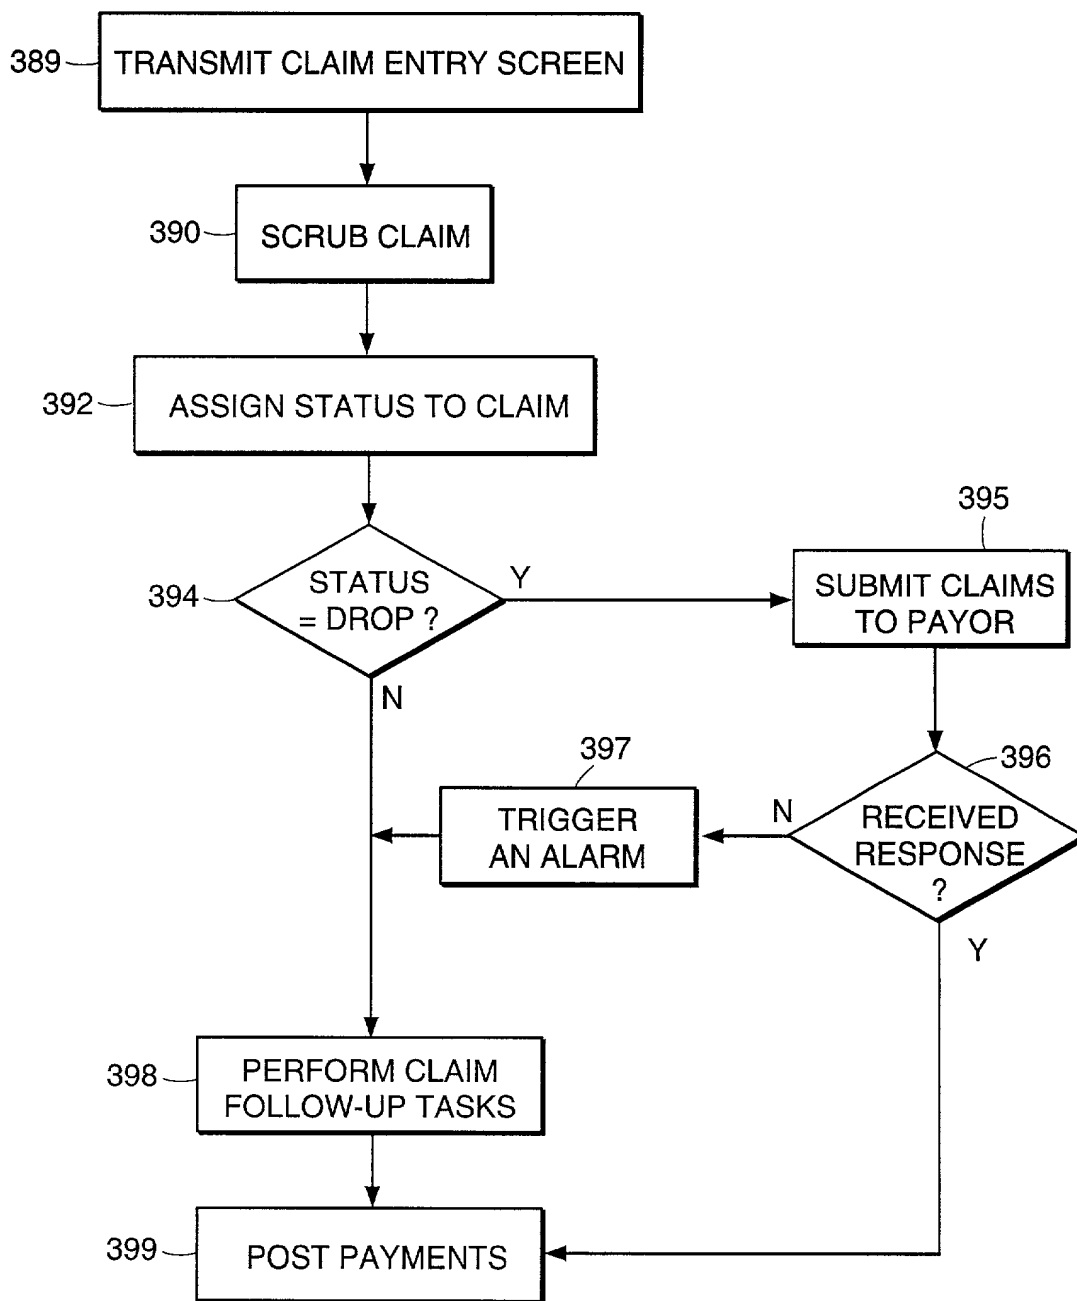 389
TRANSMIT CLAIM ENTRY SCREEN
390
SCRUB CLAIM
392
ASSIGN STATUS TO CLAIM
394
STATUS
= DROP ?
Y
N
395
SUBMIT CLAIMS
TO PAYOR
396
RECEIVED
RESPONSE
?
N
Y
397
TRIGGER
AN ALARM
398
PERFORM CLAIM
FOLLOW-UP TASKS
399
POST PAYMENTS